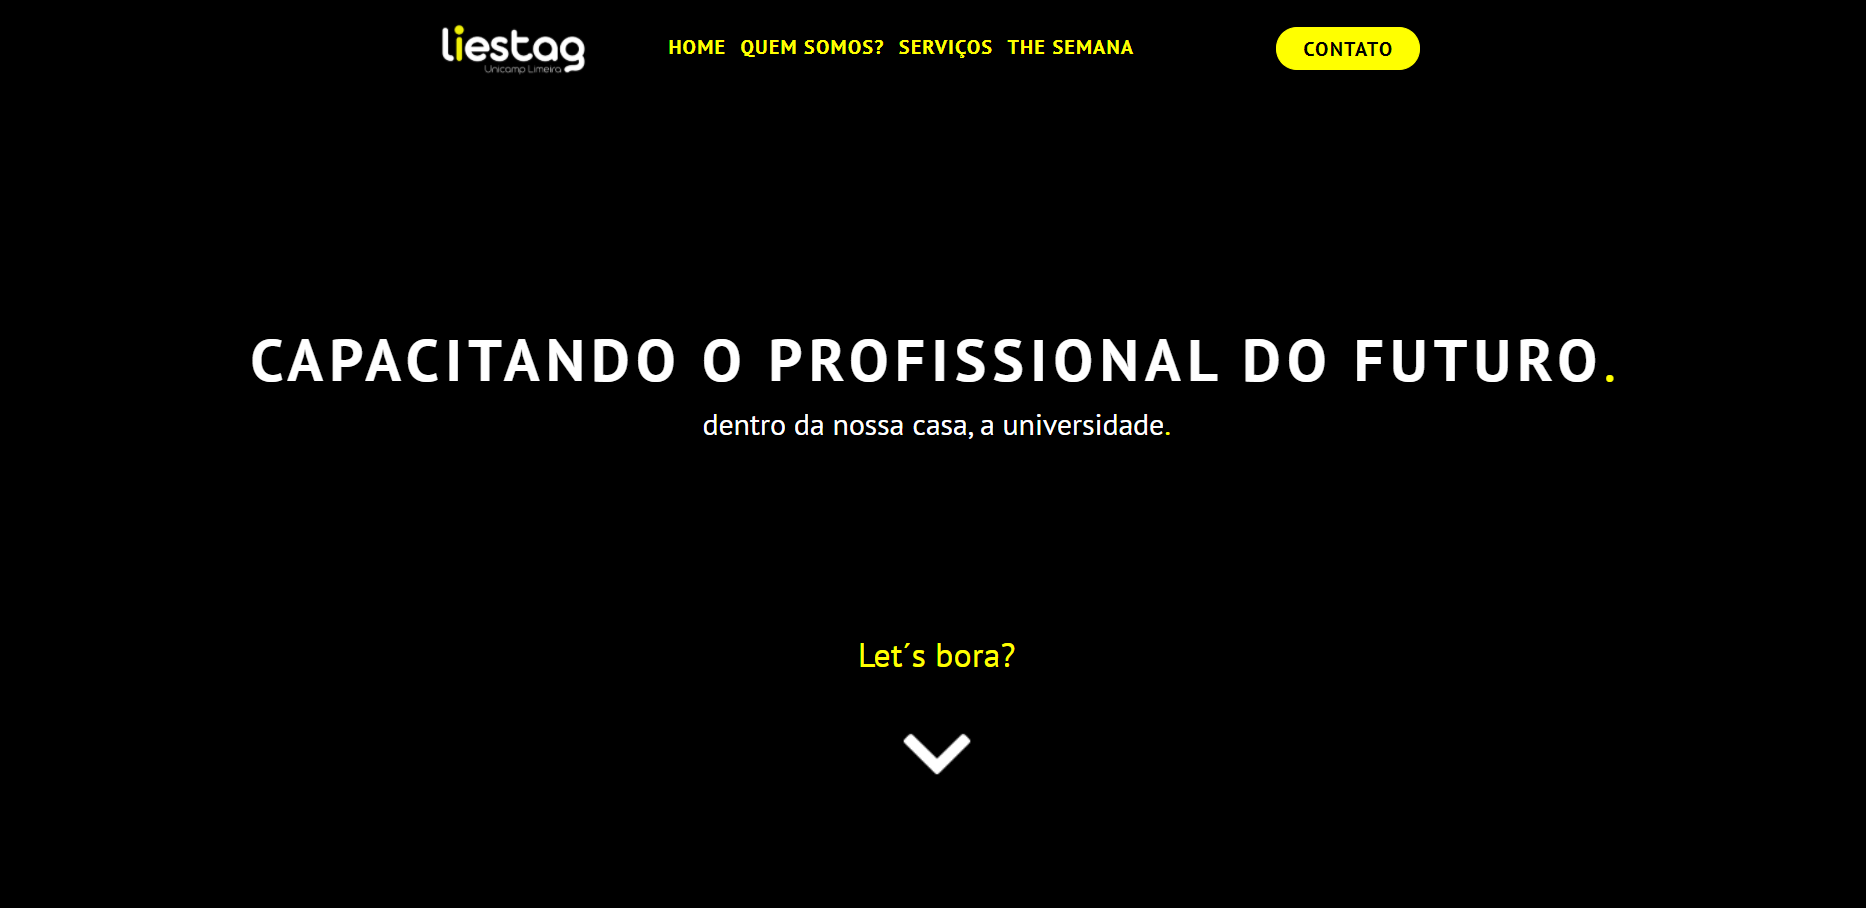 liestag
Unicamp Limeira
HOME QUEM SOMOS? SERVIÇOS THE SEMANA
CONTATO
CAPACITANDO O PROFISSIONAL DO FUTURO.
dentro da nossa casa, a universidade.
Let´s bora?